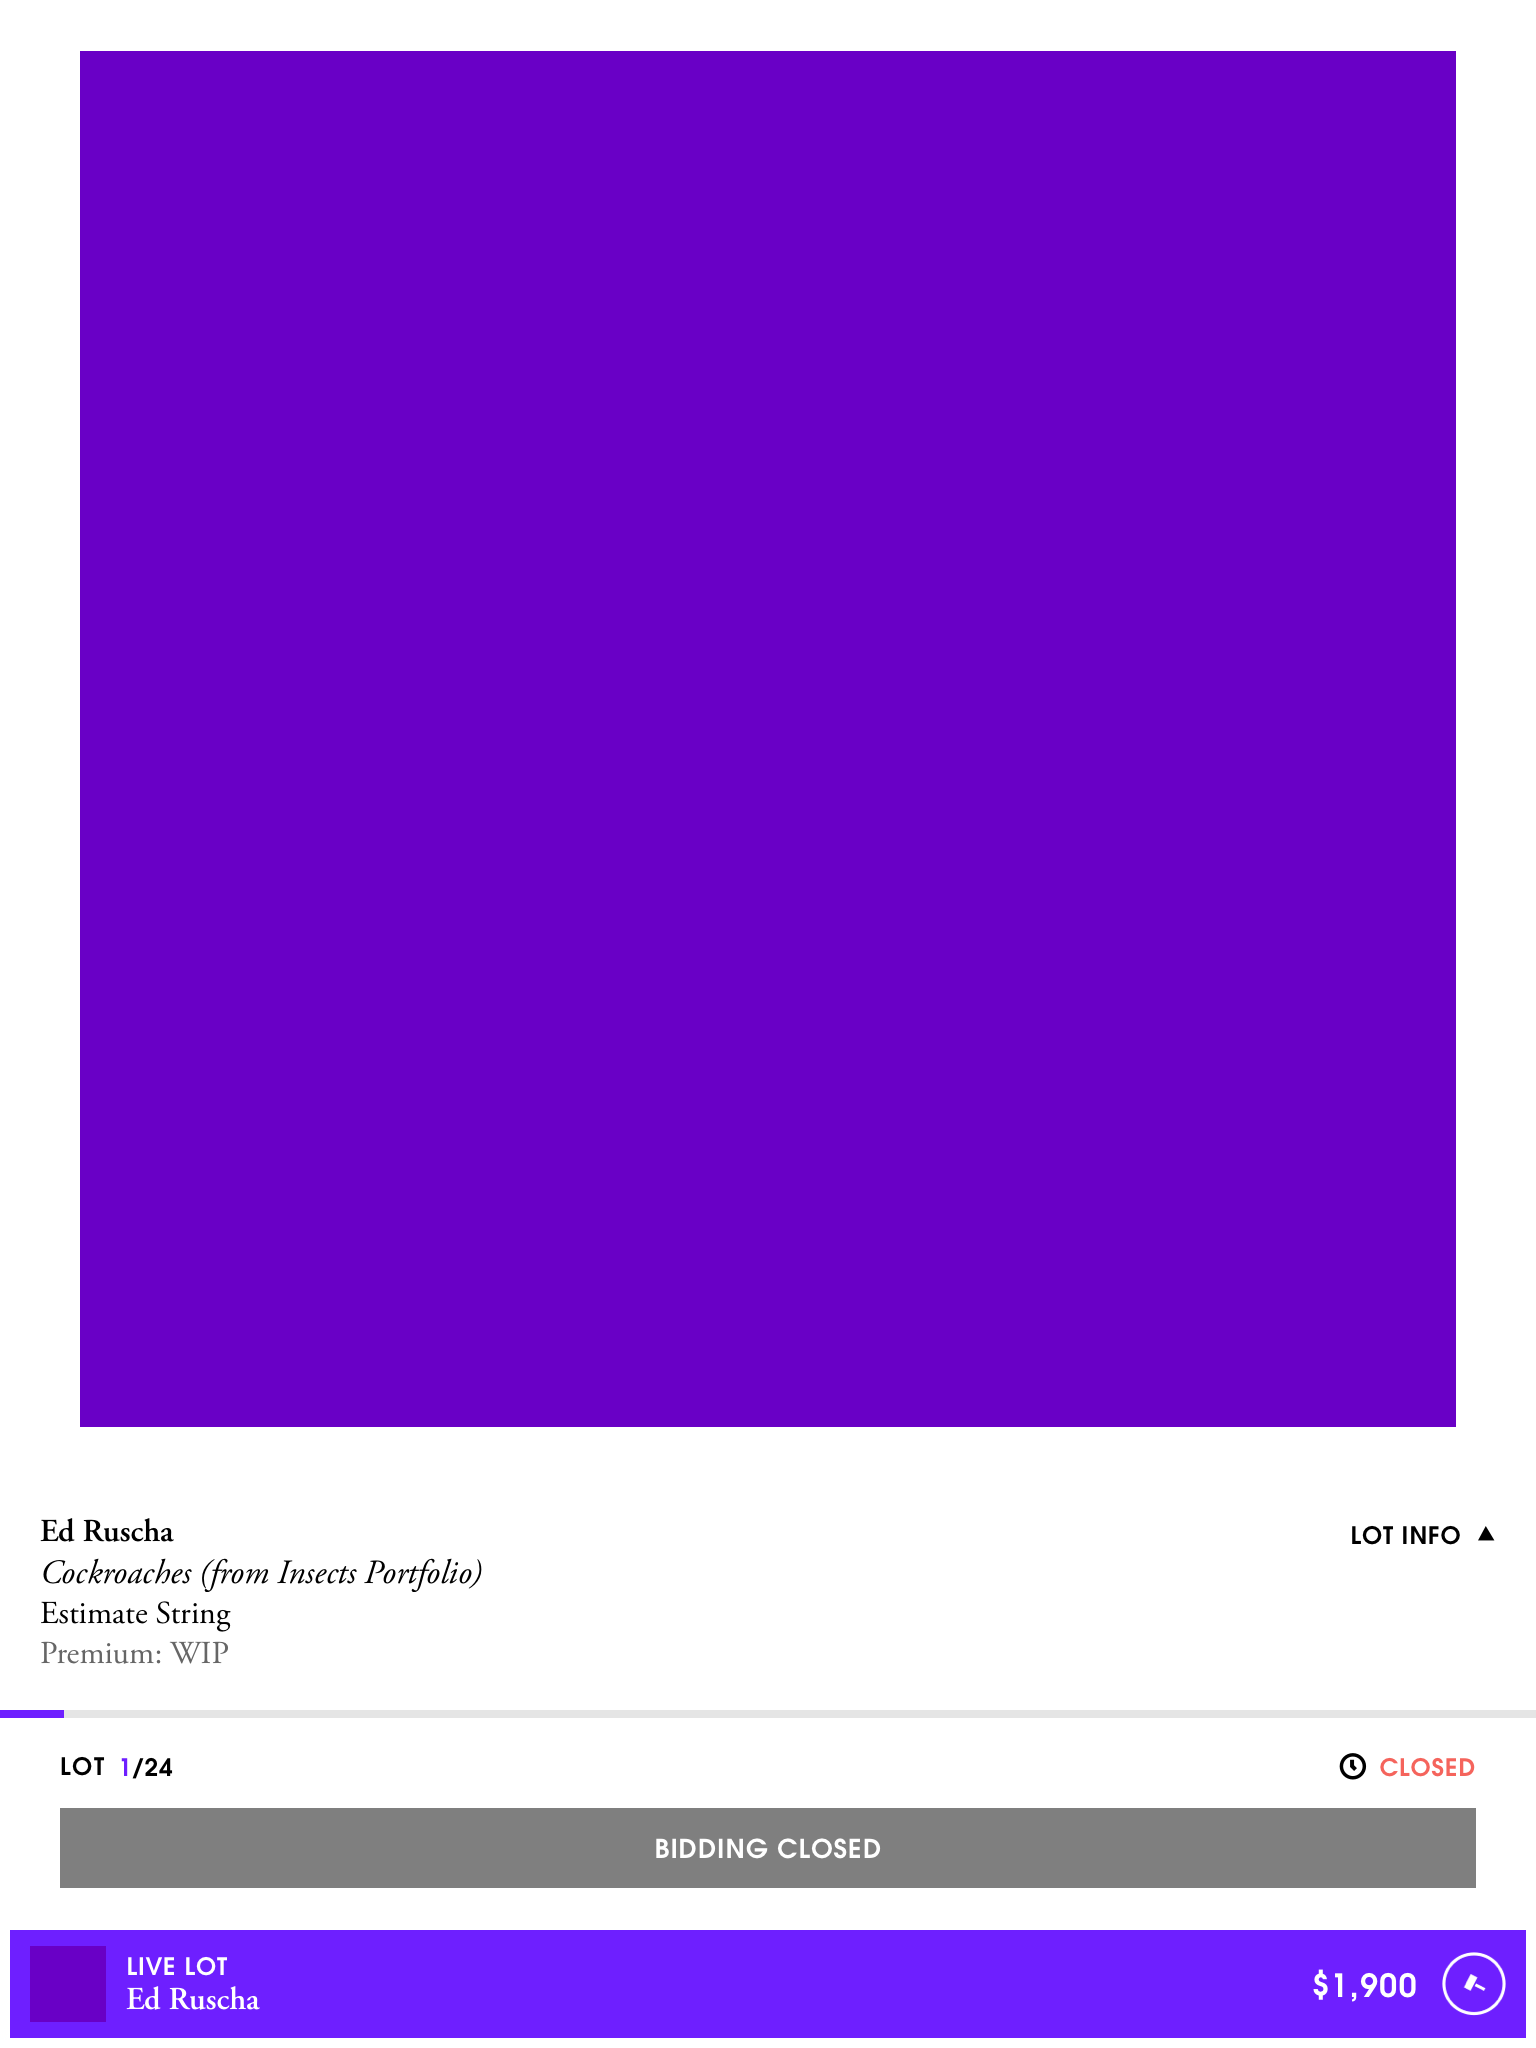 Ed Ruscha
LOT INFO
Cockroaches (from Insects Portfolio)
Estimate String
Premium: WIP
LOT 1/24
CLOSED
BIDDING CLOSED
LIVE LOT
Ed Ruscha
$1,900